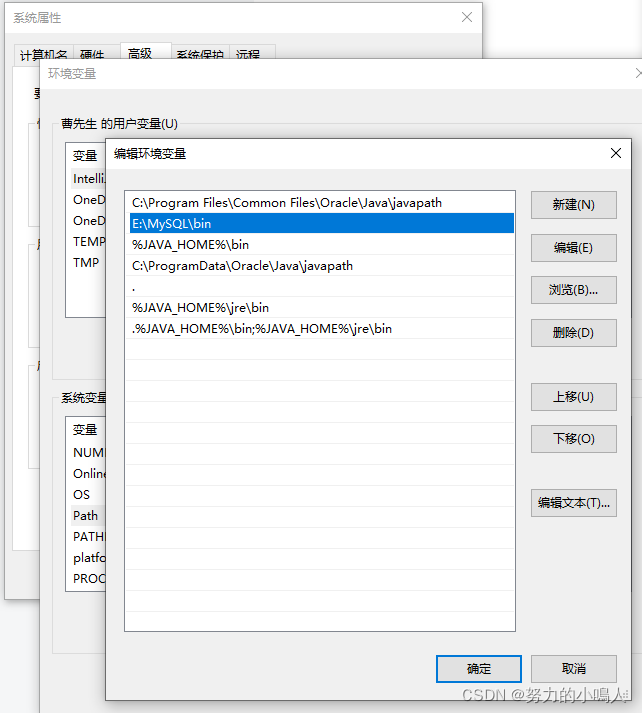 系统属性
计算机名 硬件 高级 系统保护 远程
环境变量
曹先生 的用户变量(U)
变量
Intelli
OneD
OneD
TEMP
TMP
编辑环境变量
C:\Program Files\Common Files\Oracle\Java\javapath
E:\MySQL\bin
%JAVA_HOME%\bin
C:\ProgramData\Oracle\Java\javapath
.
%JAVA_HOME%\jre\bin
.%JAVA_HOME%\bin;%JAVA_HOME%\jre\bin
新建(N)
编辑(E)
浏览(B)...
删除(D)
上移(U)
下移(O)
编辑文本(T)...
系统变量
变量
NUM
Online
OS
Path
PATH
platfo
PROC
确定
取消
CSDN @努力的小鳴人